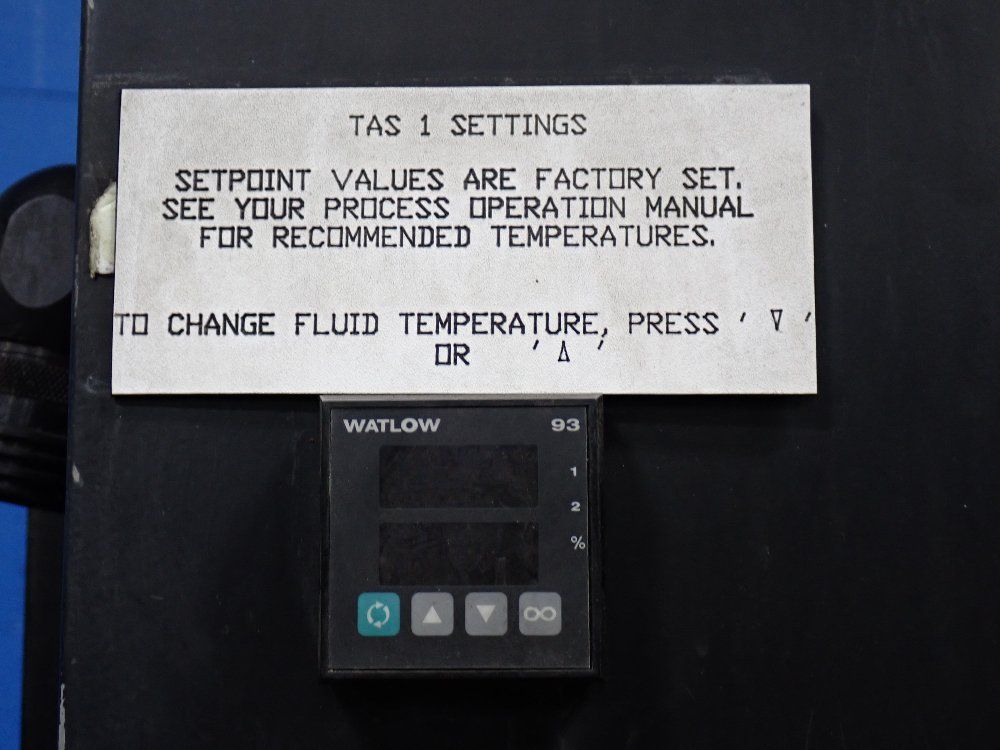 TAS 1 SETTINGS
SETPOINT VALUES ARE FACTORY SET.
SEE YOUR PROCESS OPERATION MANUAL
FOR RECOMMENDED TEMPERATURES.
TO CHANGE FLUID TEMPERATURE, PRESS ' ∇ '
OR ' Δ '
WATLOW 93
1
2
%